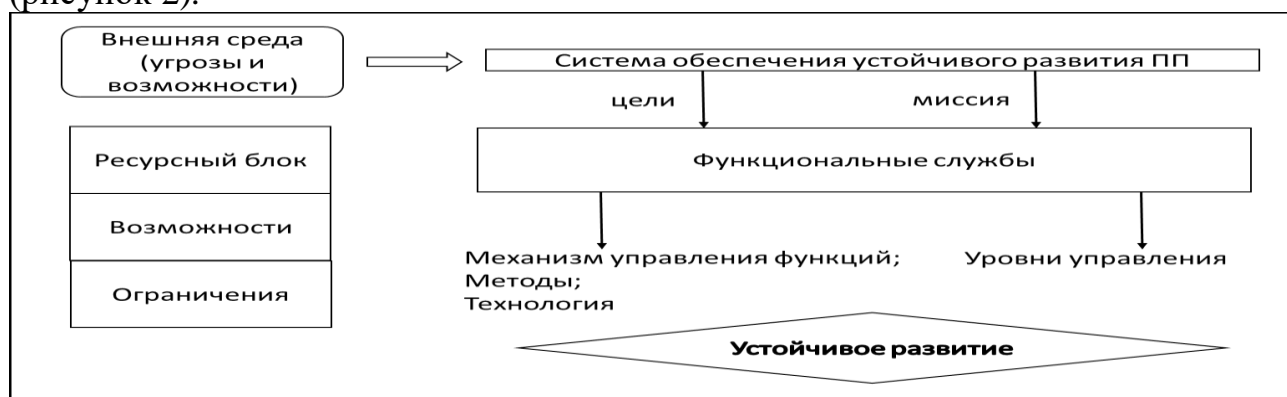 (рисунок 2).
Внешняя среда
(угрозы и
возможности)
Система обеспечения устойчивого развития ПП
цели
миссия
Ресурсный блок
Возможности
Ограничения
Функциональные службы
Механизм управления функций;
Методы;
Технология
Уровни управления
Устойчивое развитие